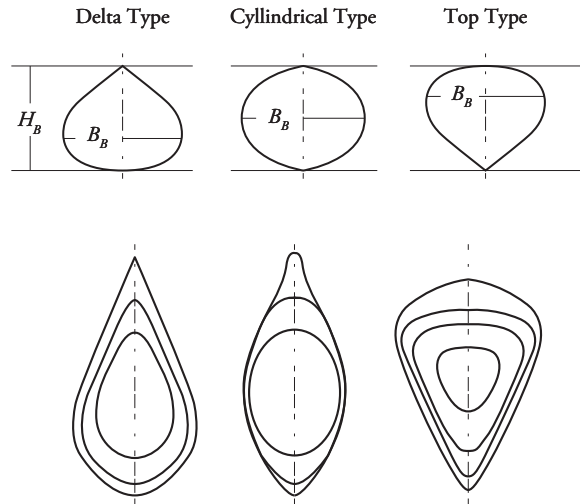 Delta Type
Cyllindrical Type
Top Type
H_B
B_B
B_B
B_B